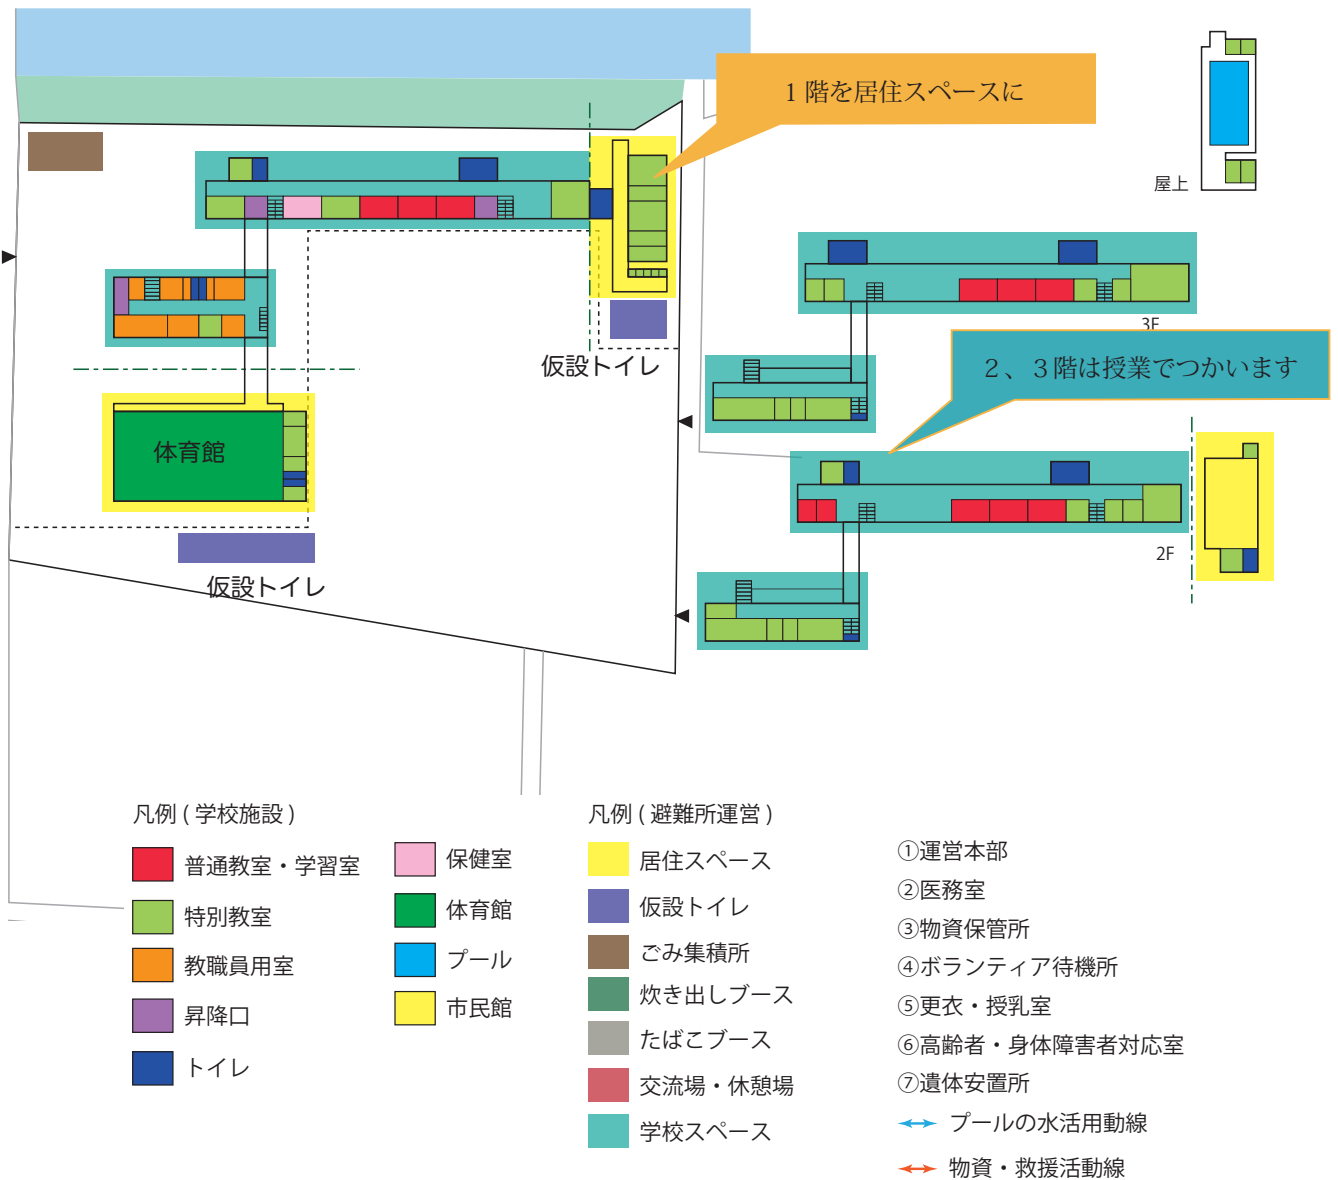 1 階を居住スペースに
屋上
3F
２、３階は授業でつかいます
仮設トイレ
体育館
2F
仮設トイレ
凡例 ( 学校施設 )
普通教室・学習室
特別教室
教職員用室
昇降口
トイレ
保健室
体育館
プール
市民館
凡例 ( 避難所運営 )
居住スペース
仮設トイレ
ごみ集積所
炊き出しブース
たばこブース
交流場・休憩場
学校スペース
①運営本部
②医務室
③物資保管所
④ボランティア待機所
⑤更衣・授乳室
⑥高齢者・身体障害者対応室
⑦遺体安置所
プールの水活用動線
物資・救援活動線